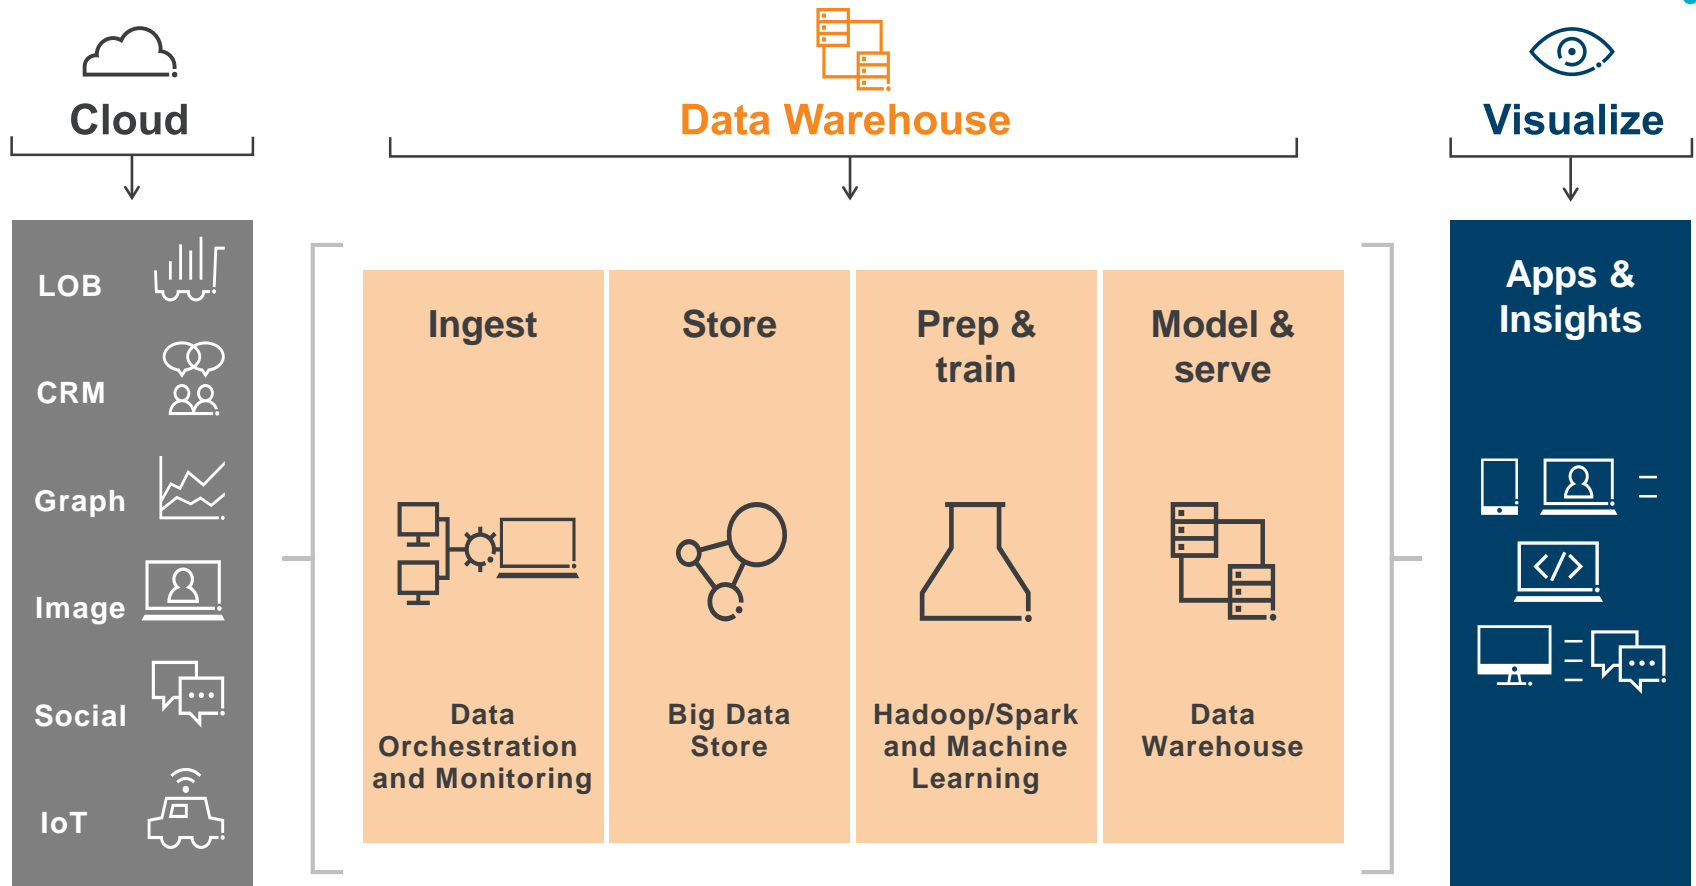 Cloud
Data Warehouse
Visualize
LOB
CRM
Graph
Image
Social
IoT
Ingest
Data
Orchestration
and Monitoring
Store
Big Data
Store
Prep &
train
Hadoop/Spark
and Machine
Learning
Model &
serve
Data
Warehouse
Apps &
Insights